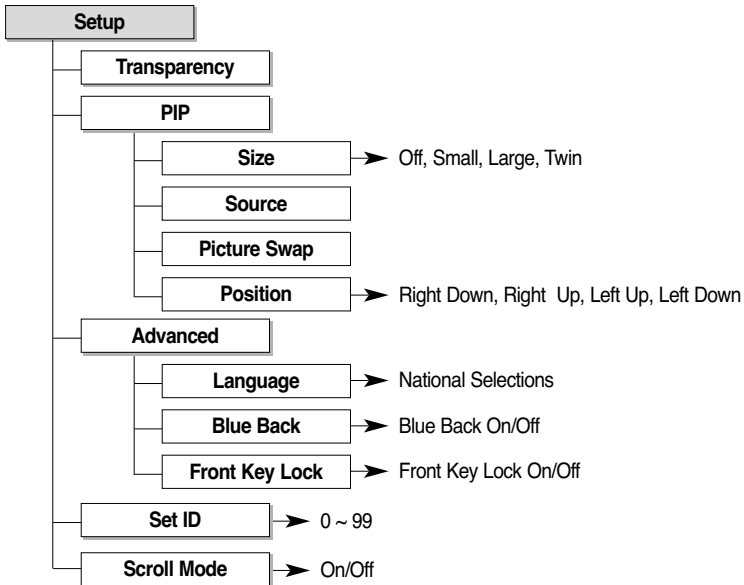 Setup
Transparency
PIP
Size Off, Small, Large, Twin
Source
Picture Swap
Position Right Down, Right Up, Left Up, Left Down
Advanced
Language National Selections
Blue Back Blue Back On/Off
Front Key Lock Front Key Lock On/Off
Set ID 0 ~ 99
Scroll Mode On/Off